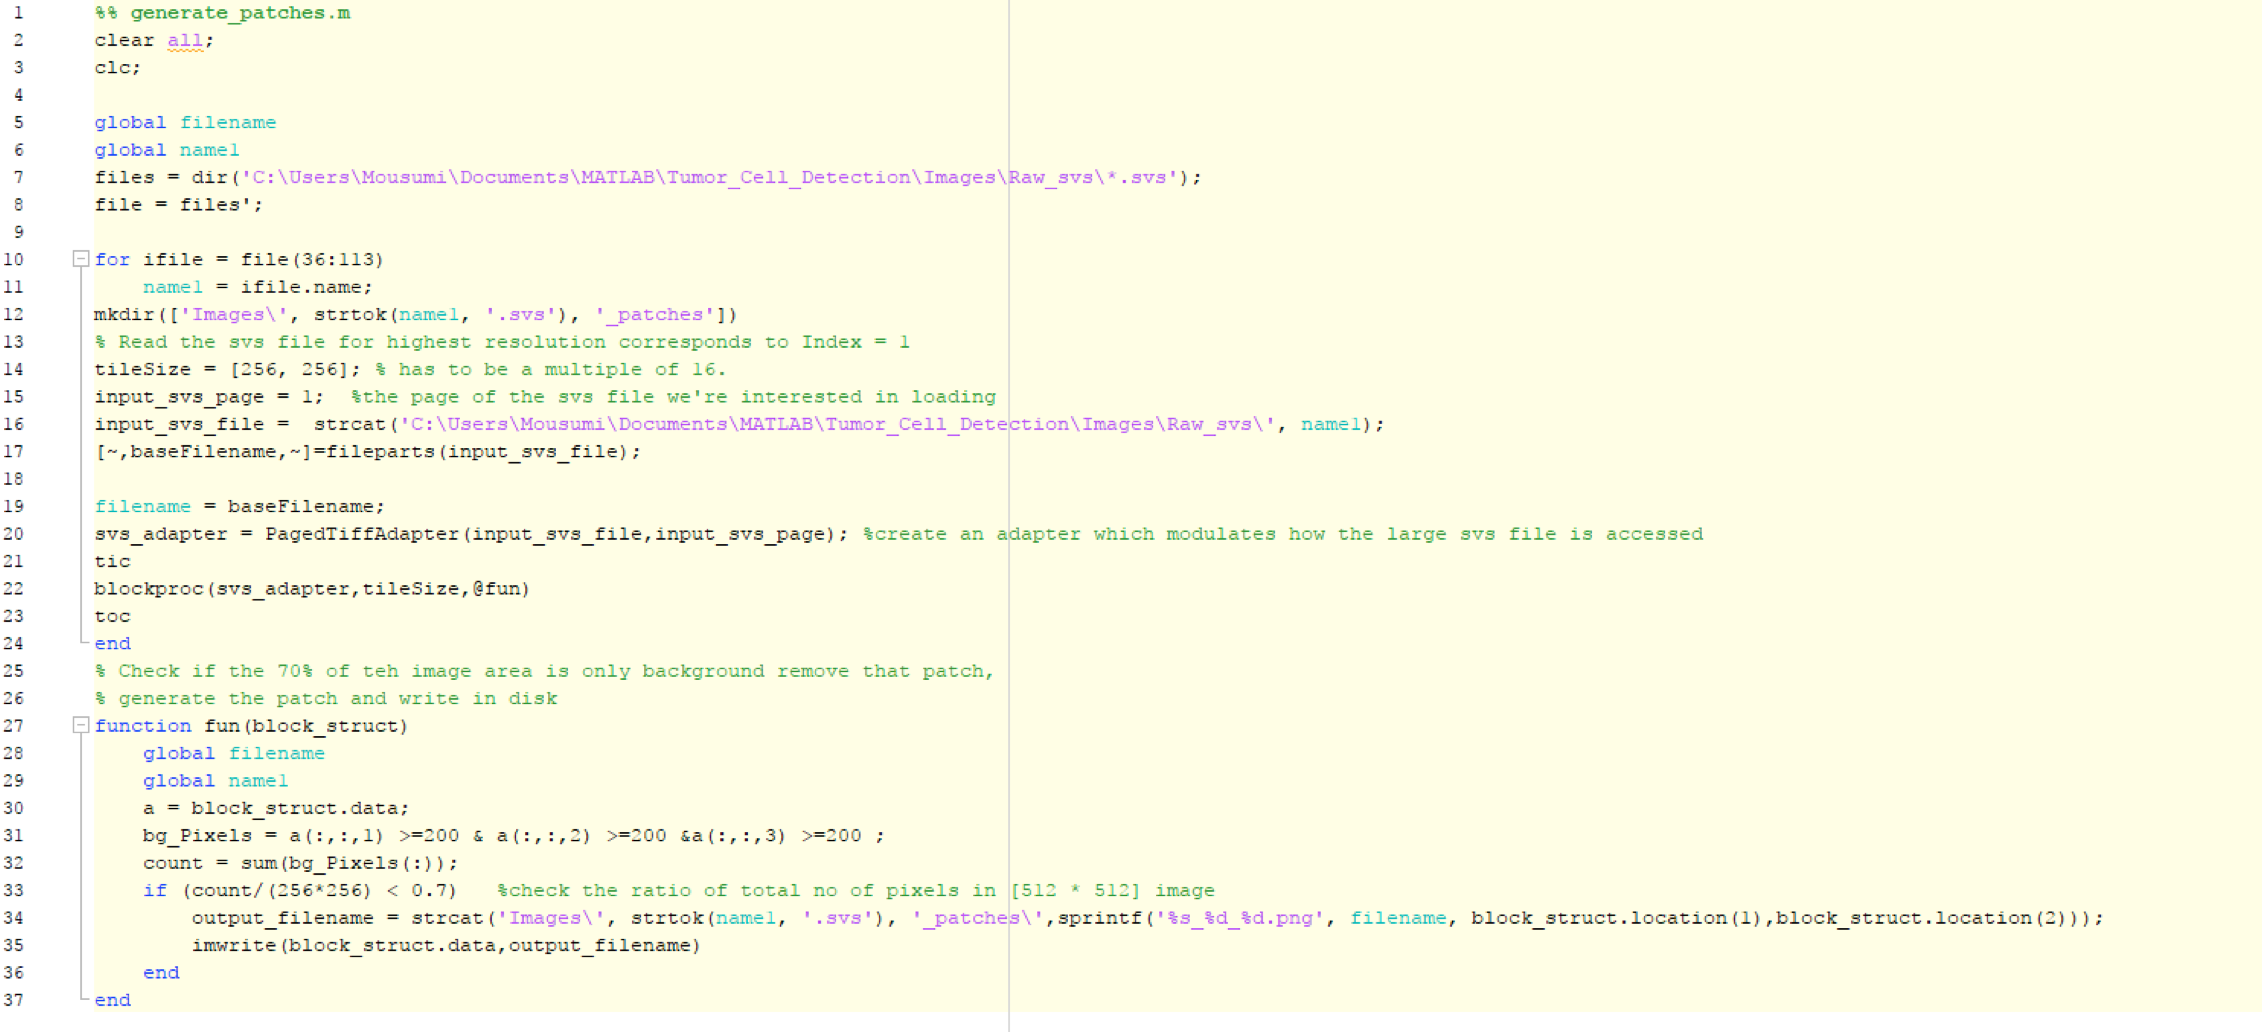 1 %% generate_patches.m
2 clear all;
3 clc;
4
5 global filename
6 global name1
7 files = dir('C:\Users\Mousumi\Documents\MATLAB\Tumor_Cell_Detection\Images\Raw_svs\*.svs');
8 file = files';
9
10 for ifile = file(36:113)
11 name1 = ifile.name;
12 mkdir(['Images\', strtok(name1, '.svs'), '_patches'])
13 % Read the svs file for highest resolution corresponds to Index = 1
14 tileSize = [256, 256]; % has to be a multiple of 16.
15 input_svs_page = 1; %the page of the svs file we're interested in loading
16 input_svs_file = strcat('C:\Users\Mousumi\Documents\MATLAB\Tumor_Cell_Detection\Images\Raw_svs\', name1);
17 [~,baseFilename,~]=fileparts(input_svs_file);
18
19 filename = baseFilename;
20 svs_adapter = PagedTiffAdapter(input_svs_file,input_svs_page); %create an adapter which modulates how the large svs file is accessed
21 tic
22 blockproc(svs_adapter,tileSize,@fun)
23 toc
24 end
25 % Check if the 70% of teh image area is only background remove that patch,
26 % generate the patch and write in disk
27 function fun(block_struct)
28 global filename
29 global name1
30 a = block_struct.data;
31 bg_Pixels = a(:,:,1) >=200 & a(:,:,2) >=200 &a(:,:,3) >=200 ;
32 count = sum(bg_Pixels(:));
33 if (count/(256*256) < 0.7) %check the ratio of total no of pixels in [512 * 512] image
34 output_filename = strcat('Images\', strtok(name1, '.svs'), '_patches\',sprintf('%s_%d_%d.png', filename, block_struct.location(1),block_struct.location(2)));
35 imwrite(block_struct.data,output_filename)
36 end
37 end